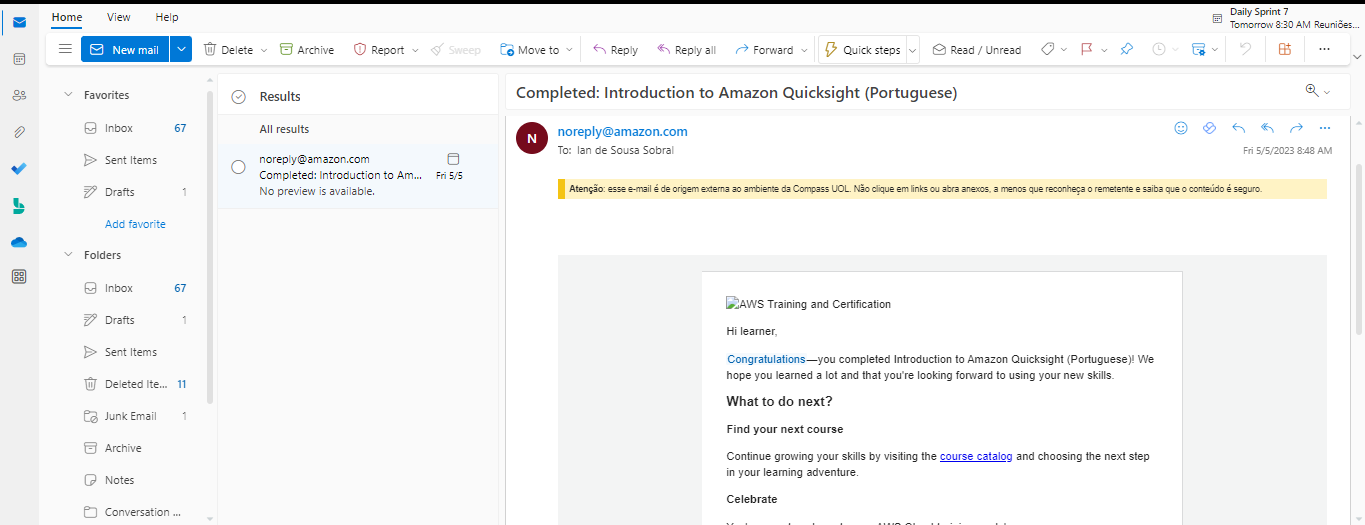 Home View Help
Daily Sprint 7
Tomorrow 8:30 AM Reuniões...
New mail Delete Archive Report Sweep Move to Reply Reply all Forward Quick steps Read / Unread
Favorites
Inbox 67
Sent Items
Drafts 1
Add favorite
Folders
Inbox 67
Drafts 1
Sent Items
Deleted Ite... 11
Junk Email 1
Archive
Notes
Conversation ...
Results
All results
noreply@amazon.com
Completed: Introduction to Am... Fri 5/5
No preview is available.
Completed: Introduction to Amazon Quicksight (Portuguese)
N
noreply@amazon.com
To: Ian de Sousa Sobral
Fri 5/5/2023 8:48 AM
Atenção: esse e-mail é de origem externa ao ambiente da Compass UOL. Não clique em links ou abra anexos, a menos que reconheça o remetente e saiba que o conteúdo é seguro.
AWS Training and Certification
Hi learner,
Congratulations—you completed Introduction to Amazon Quicksight (Portuguese)! We
hope you learned a lot and that you're looking forward to using your new skills.
What to do next?
Find your next course
Continue growing your skills by visiting the course catalog and choosing the next step
in your learning adventure.
Celebrate